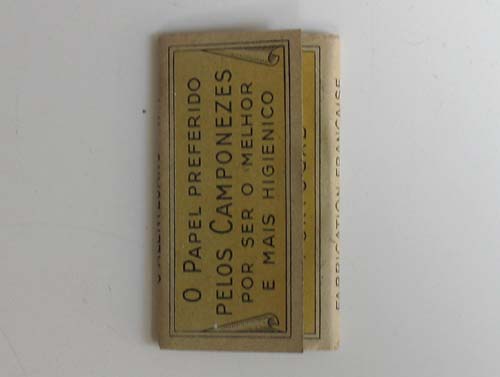 O PAPEL PREFERIDO
PELOS CAMPONEZES
POR SER O MELHOR
E MAIS HIGIENICO
FABRICATION FRANÇAISE